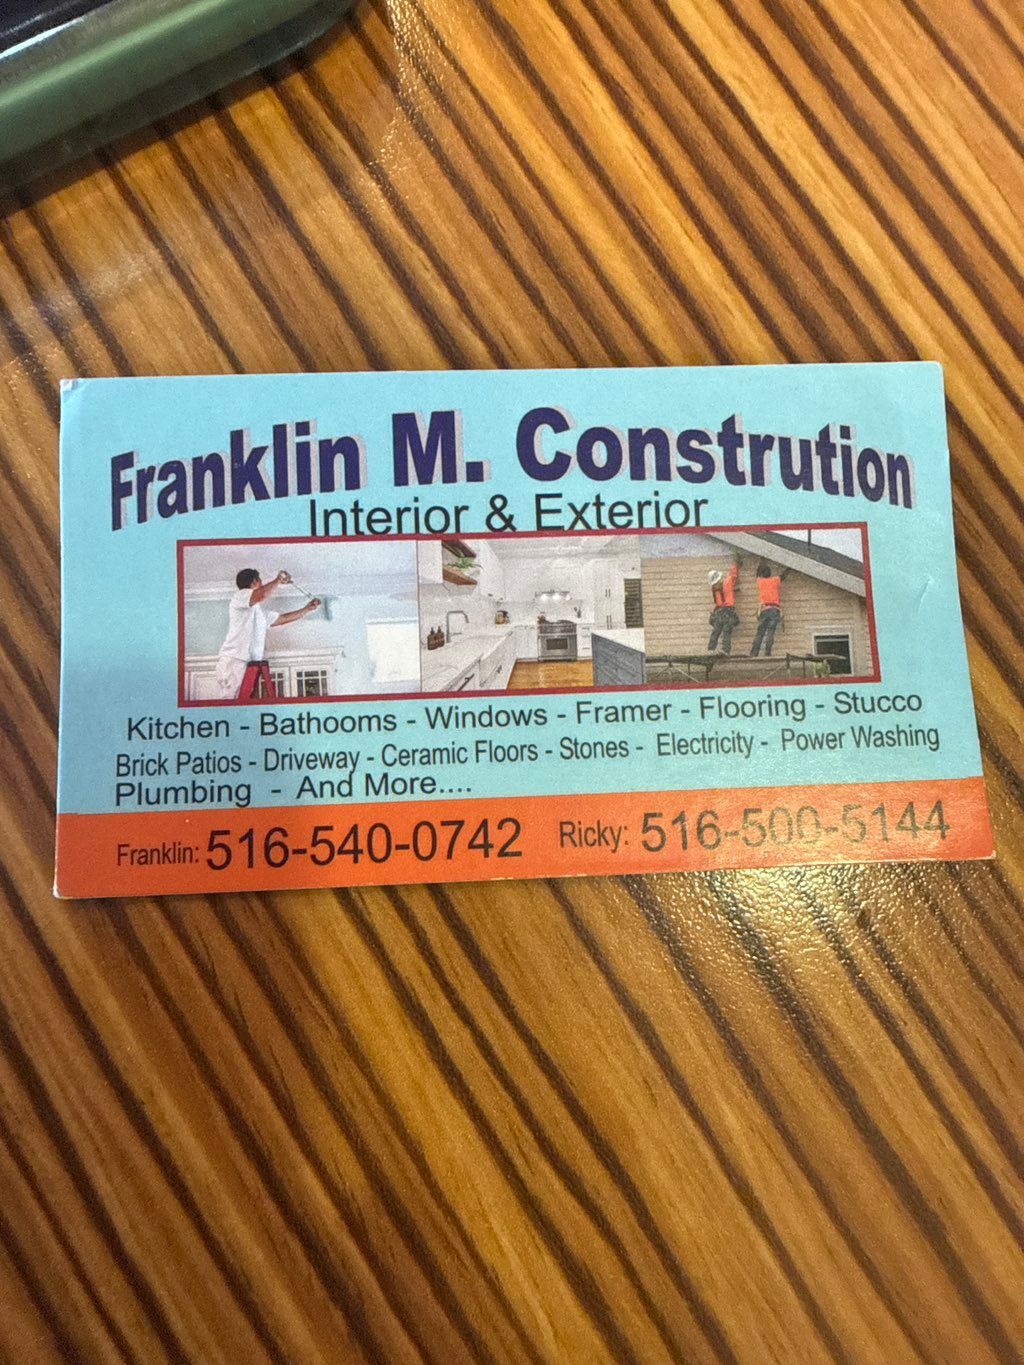 Franklin M. Constrution
Interior & Exterior
Kitchen - Bathooms - Windows - Framer - Flooring - Stucco
Brick Patios - Driveway - Ceramic Floors - Stones - Electricity - Power Washing
Plumbing - And More....
Franklin: 516-540-0742 Ricky: 516-500-5144